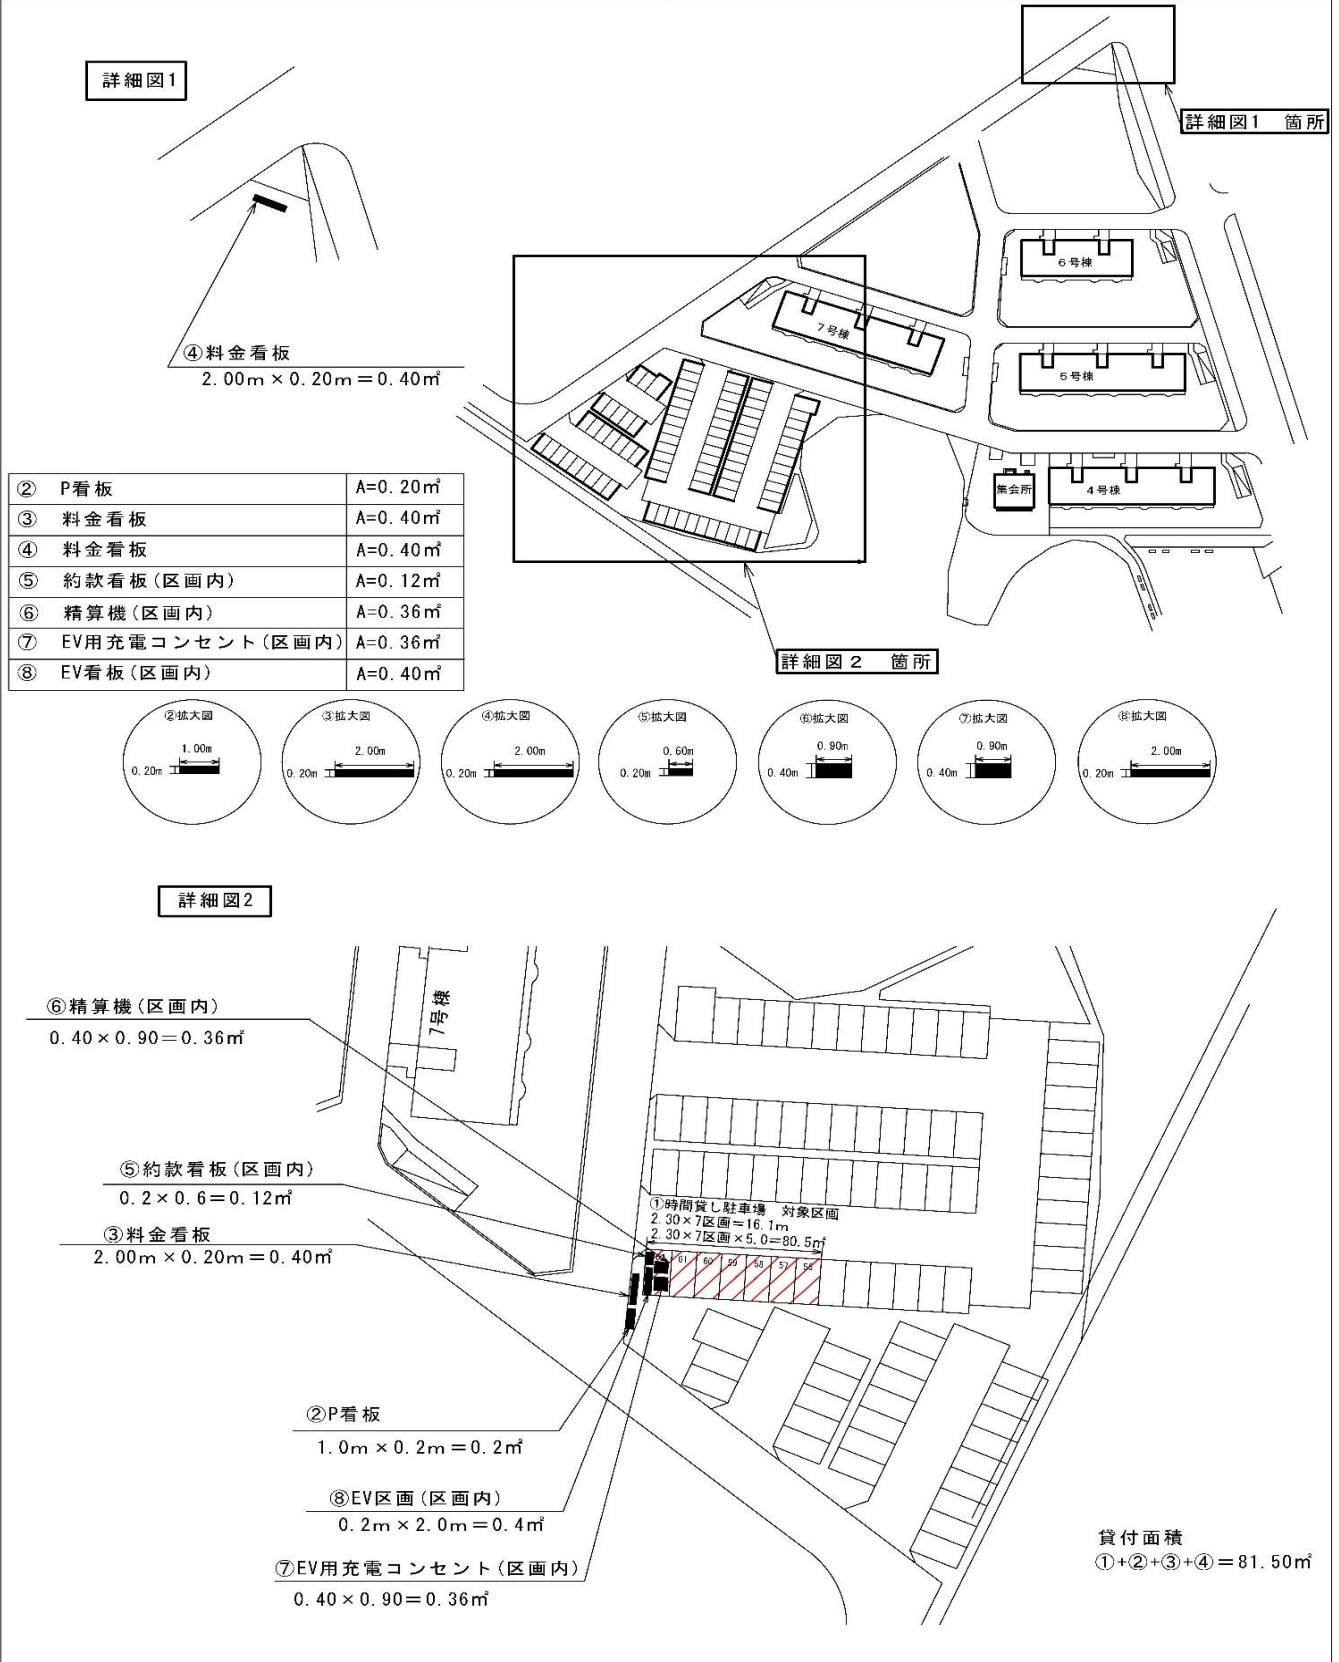 詳細図1
詳細図1　箇所
④料金看板
2.00m×0.20m=0.40㎡
6号棟
7号棟
5号棟
集会所
4号棟
② P看板 A=0.20㎡
③ 料金看板 A=0.40㎡
④ 料金看板 A=0.40㎡
⑤ 約款看板(区画内) A=0.12㎡
⑥ 精算機(区画内) A=0.36㎡
⑦ EV用充電コンセント(区画内) A=0.36㎡
⑧ EV看板(区画内) A=0.40㎡
詳細図2　箇所
②拡大図
1.00m
0.20m
③拡大図
2.00m
0.20m
④拡大図
2.00m
0.20m
⑤拡大図
0.60m
0.20m
⑥拡大図
0.90m
0.40m
⑦拡大図
0.90m
0.40m
⑧拡大図
2.00m
0.20m
詳細図2
7号棟
⑥精算機(区画内)
0.40×0.90=0.36㎡
⑤約款看板(区画内)
0.2×0.6=0.12㎡
③料金看板
2.00m×0.20m=0.40㎡
①時間貸し駐車場　対象区画
2.30×7区画=16.1m
2.30×7区画×5.0=80.5㎡
61 60 59 58 57 56
②P看板
1.0m×0.2m=0.2㎡
⑧EV区画(区画内)
0.2m×2.0m=0.4㎡
⑦EV用充電コンセント(区画内)
0.40×0.90=0.36㎡
貸付面積
①+②+③+④=81.50㎡